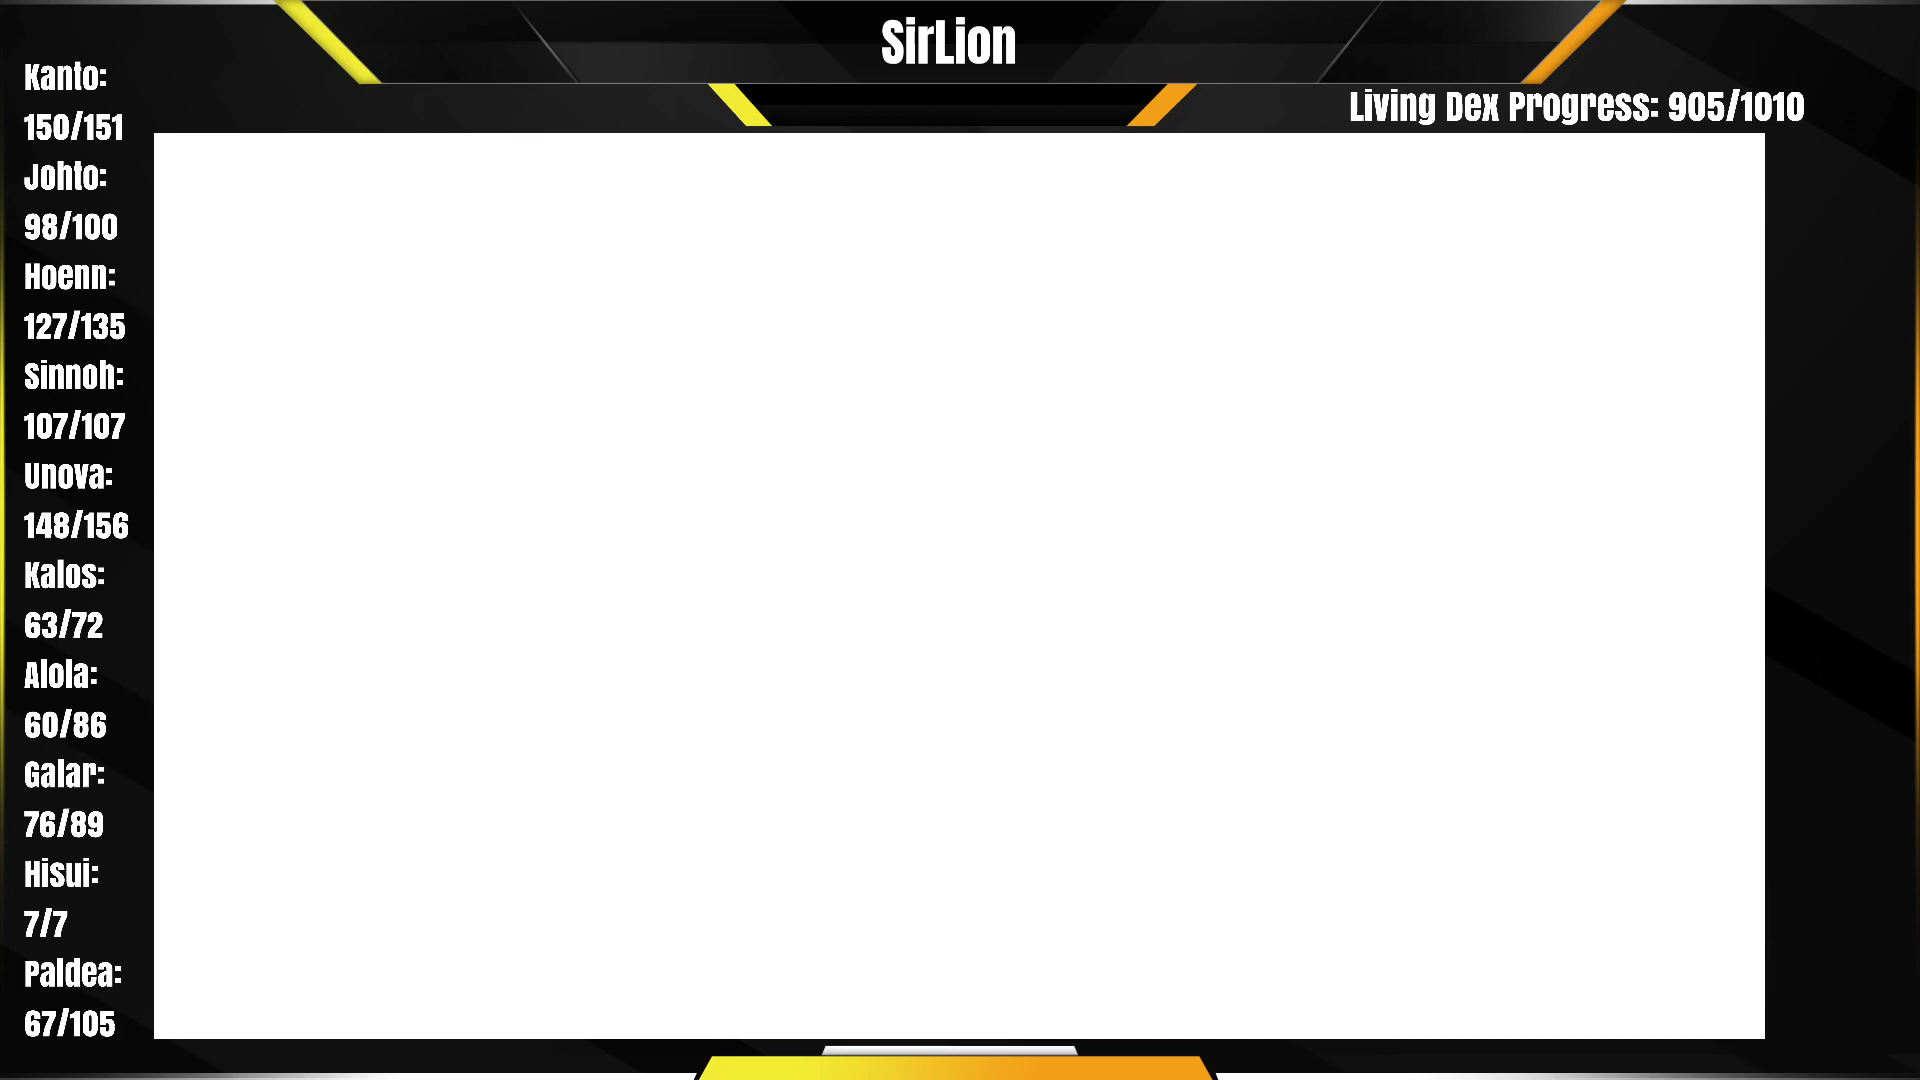 SirLion
Living Dex Progress: 905/1010
Kanto:
150/151
Johto:
98/100
Hoenn:
127/135
Sinnoh:
107/107
Unova:
148/156
Kalos:
63/72
Alola:
60/86
Galar:
76/89
Hisui:
7/7
Paldea:
67/105